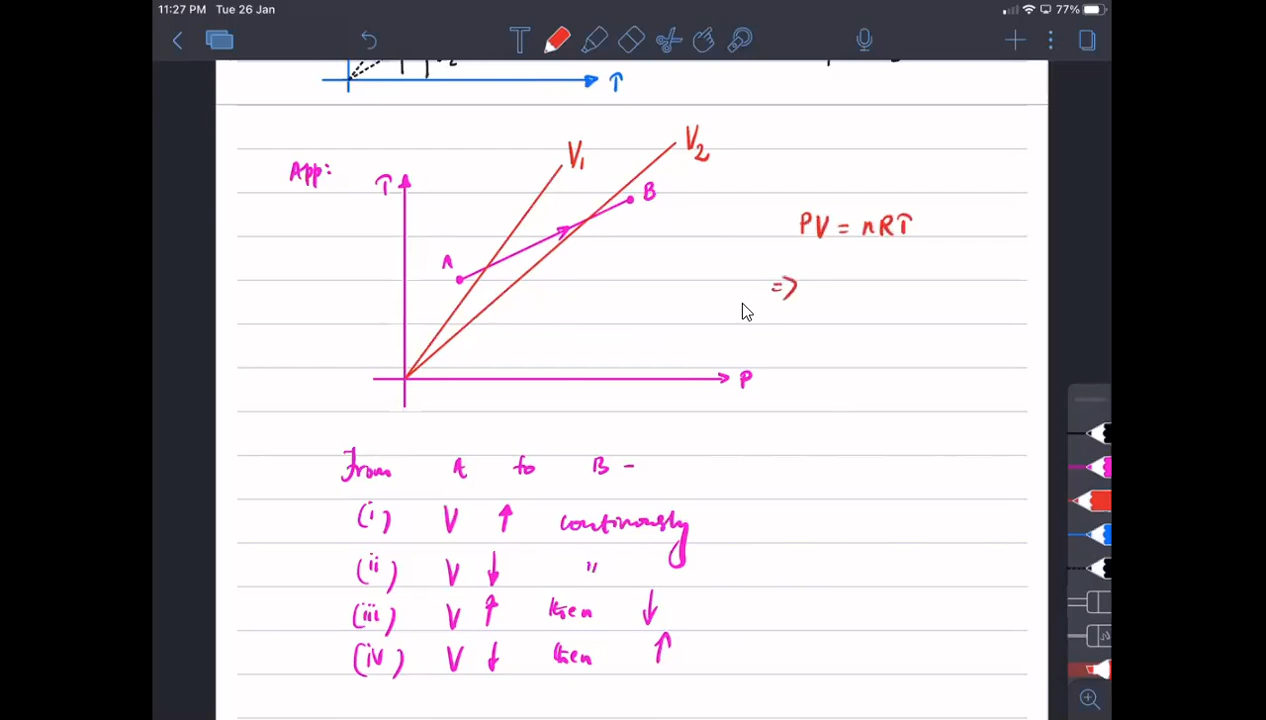 11:27 PM Tue 26 Jan 77%
T
App:
T
V₁
V₂
B
A
P
PV = nRT
=>
From A to B -
(i) V ↑ continously
(ii) V ↓ "
(iii) V ↑ then ↓
(iv) V ↓ then ↑